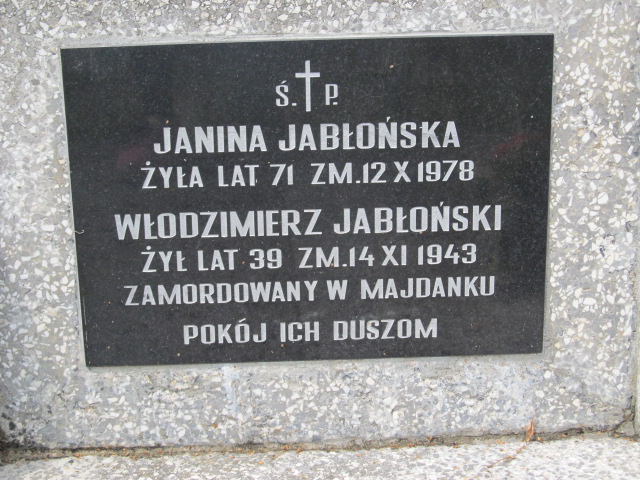 Ś. P.
JANINA JABŁOŃSKA
ŻYŁA LAT 71 ZM.12 X 1978
WŁODZIMIERZ JABŁOŃSKI
ŻYŁ LAT 39 ZM.14 XI 1943
ZAMORDOWANY W MAJDANKU
POKÓJ ICH DUSZOM